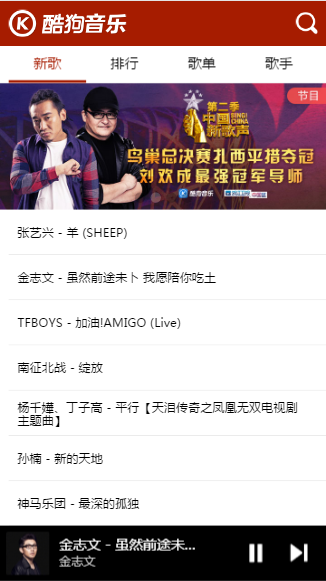 酷狗音乐
新歌 排行 歌单 歌手
节目
第二季
SING! CHINA
中国新歌声
鸟巢总决赛扎西平措夺冠
刘欢成最强冠军导师
酷狗音乐
张艺兴 - 羊 (SHEEP)
金志文 - 虽然前途未卜 我愿陪你吃土
TFBOYS - 加油!AMIGO (Live)
南征北战 - 绽放
杨千嬅、丁子高 - 平行【天泪传奇之凤凰无双电视剧
主题曲】
孙楠 - 新的天地
神马乐团 - 最深的孤独
金志文 - 虽然前途未...
金志文